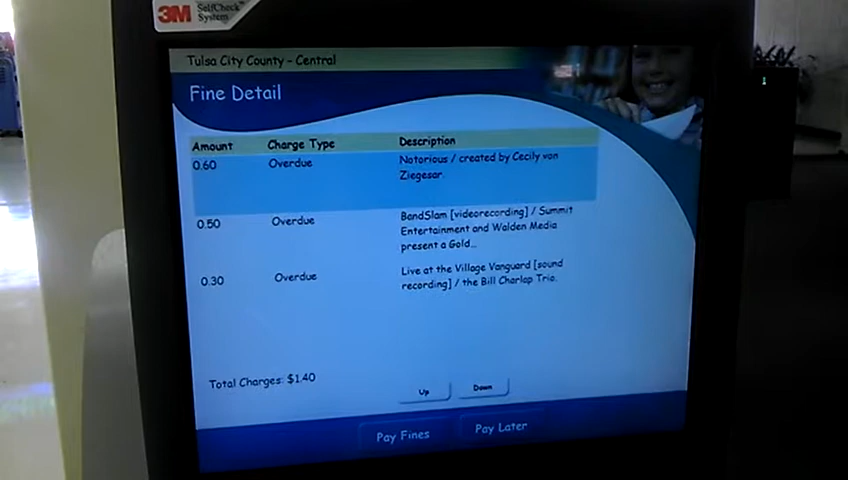 3M SelfCheck™
System
Tulsa City County - Central
Fine Detail
Amount Charge Type Description
0.60 Overdue Notorious / created by Cecily von
Ziegesar.
0.50 Overdue BandSlam [videorecording] / Summit
Entertainment and Walden Media
present a Gold...
0.30 Overdue Live at the Village Vanguard [sound
recording] / the Bill Charlap Trio.
Total Charges: $1.40
Up Down
Pay Fines Pay Later